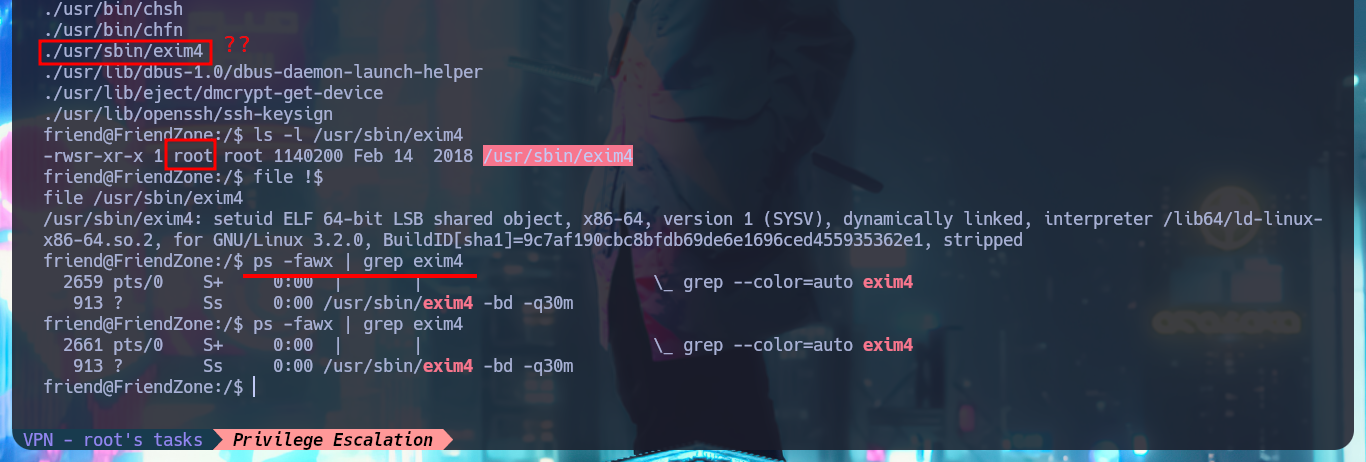 ./usr/bin/chsh
./usr/bin/chfn
./usr/sbin/exim4 ??
./usr/lib/dbus-1.0/dbus-daemon-launch-helper
./usr/lib/eject/dmcrypt-get-device
./usr/lib/openssh/ssh-keysign
friend@FriendZone:/$ ls -l /usr/sbin/exim4
-rwsr-xr-x 1 root root 1140200 Feb 14  2018 /usr/sbin/exim4
friend@FriendZone:/$ file !$
file /usr/sbin/exim4
/usr/sbin/exim4: setuid ELF 64-bit LSB shared object, x86-64, version 1 (SYSV), dynamically linked, interpreter /lib64/ld-linux-
x86-64.so.2, for GNU/Linux 3.2.0, BuildID[sha1]=9c7af190cbc8bfdb69de6e1696ced455935362e1, stripped
friend@FriendZone:/$ ps -fawx | grep exim4
  2659 pts/0    S+     0:00  |       |                      \_ grep --color=auto exim4
   913 ?        Ss     0:00 /usr/sbin/exim4 -bd -q30m
friend@FriendZone:/$ ps -fawx | grep exim4
  2661 pts/0    S+     0:00  |       |                      \_ grep --color=auto exim4
   913 ?        Ss     0:00 /usr/sbin/exim4 -bd -q30m
friend@FriendZone:/$
VPN - root's tasks Privilege Escalation